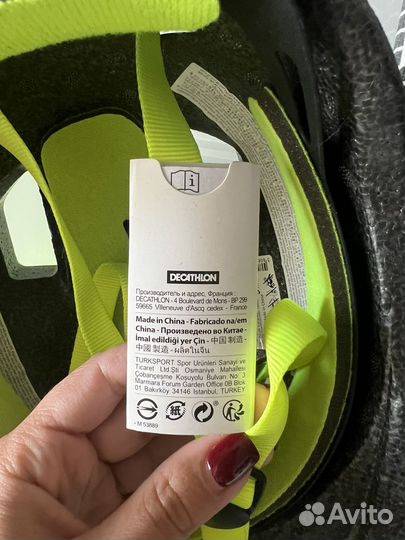 DECATHLON
Производитель и адрес, Франция :
DECATHLON - 4 Boulevard de Mons - BP 299
59665 Villeneuve d'Ascq cedex - France
Made in China - Fabricado na/em
China - Произведено во Китае -
İmal edildiği yer Çin - 中国 制造 -
中國 製造 - ผลิตในจีน
TURKSPORT Spor Ürünleri Sanayi ve
Ticaret Ltd.Şti Osmaniye Mahallesi
Çobançeşme Koşuyolu Bulvarı No. 3
Marmara Forum Garden Office 0B Blok
01 Bakırköy 34146 Istanbul, TURKEY
紙
- M 53889
Avito